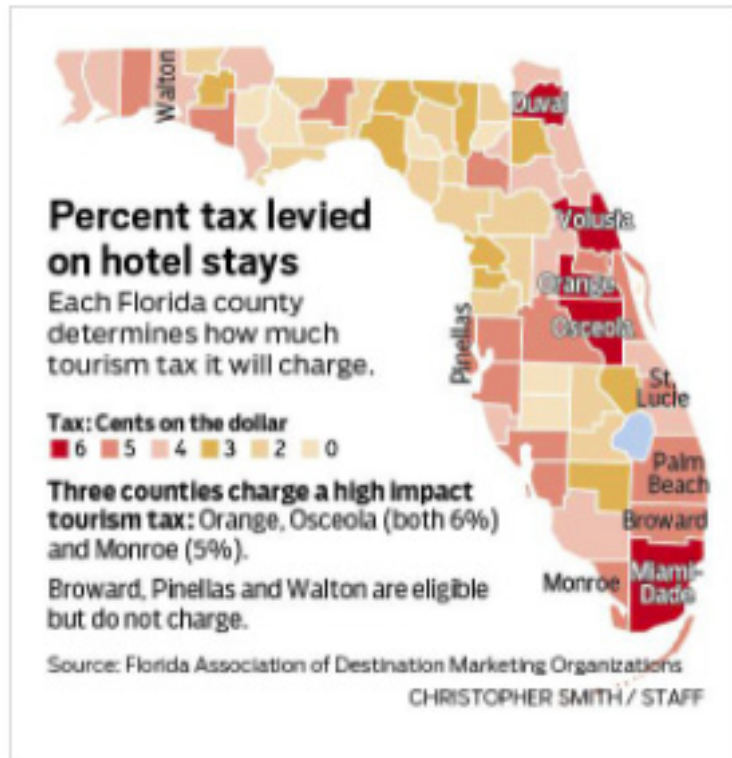 Walton
Duval
Percent tax levied
on hotel stays
Each Florida county
determines how much
tourism tax it will charge.
Volusia
Orange
Osceola
Pinellas
Tax: Cents on the dollar
6 5 4 3 2 0
St.
Lucie
Palm
Beach
Three counties charge a high impact
tourism tax: Orange, Osceola (both 6%)
and Monroe (5%).
Broward
Miami-
Dade
Monroe
Broward, Pinellas and Walton are eligible
but do not charge.
Source: Florida Association of Destination Marketing Organizations
CHRISTOPHER SMITH / STAFF